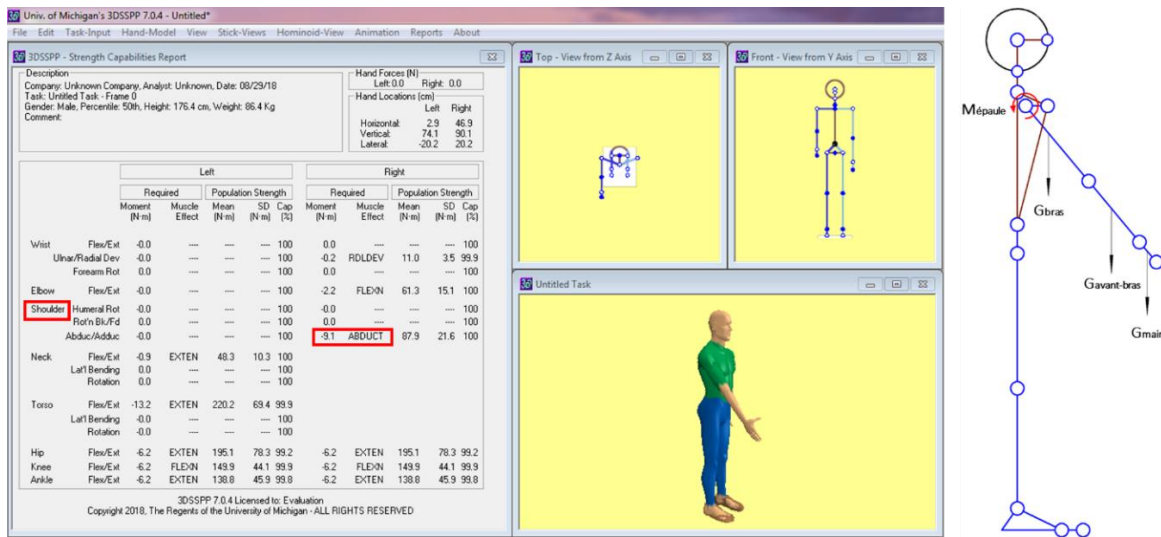 Univ. of Michigan's 3DSSPP 7.0.4 - Untitled*
File Edit Task-Input Hand-Model View Stick-Views Hominoid-View Animation Reports About
3DSSPP - Strength Capabilities Report
Description
Company: Unknown Company, Analyst: Unknown, Date: 08/29/18
Task: Untitled Task - Frame 0
Gender: Male, Percentile: 50th, Height: 176.4 cm, Weight: 86.4 Kg
Comment:
Hand Forces (N)
Left: 0.0 Right: 0.0
Hand Locations (cm)
Left Right
Horizontal: 2.9 46.9
Vertical: 74.1 90.1
Lateral: -20.2 20.2
Left Right
Required Population Strength Required Population Strength
Moment Muscle Mean SD Cap Moment Muscle Mean SD Cap
(N·m) Effect (N·m) (N·m) (%) (N·m) Effect (N·m) (N·m) (%)
Wrist Flex/Ext -0.0 ---- ---- ---- 100 0.0 ---- ---- ---- 100
Ulnar/Radial Dev -0.0 ---- ---- ---- 100 -0.2 RDLDEV 11.0 3.5 99.9
Forearm Rot 0.0 ---- ---- ---- 100 0.0 ---- ---- ---- 100
Elbow Flex/Ext -0.0 ---- ---- ---- 100 -2.2 FLEXN 61.3 15.1 99.9
Shoulder Humeral Rot -0.0 ---- ---- ---- 100 -0.0 ---- ---- ---- 100
Rot'n Bk/Fd 0.0 ---- ---- ---- 100 0.0 ---- ---- ---- 100
Abduc/Adduc -0.0 ---- ---- ---- 100 -9.1 ABDUCT 87.9 21.6 100
Neck Flex/Ext -0.9 EXTEN 48.3 10.3 100
Lat'l Bending 0.0 ---- ---- ---- 100
Rotation 0.0 ---- ---- ---- 100
Torso Flex/Ext -13.2 EXTEN 220.2 69.4 99.9
Lat'l Bending -0.0 ---- ---- ---- 100
Rotation -0.0 ---- ---- ---- 100
Hip Flex/Ext -6.2 EXTEN 195.1 78.3 99.2 -6.2 EXTEN 195.1 78.3 99.2
Knee Flex/Ext -6.2 FLEXN 149.9 44.1 99.9 -6.2 FLEXN 149.9 44.1 99.9
Ankle Flex/Ext -6.2 EXTEN 138.8 45.9 99.8 -6.2 EXTEN 138.8 45.9 99.8
3DSSPP 7.0.4 Licensed to: Evaluation
Copyright 2018, The Regents of the University of Michigan - ALL RIGHTS RESERVED
Top - View from Z Axis
Front - View from Y Axis
Untitled Task
Mépaule
Gbras
Gavant-bras
Gmain